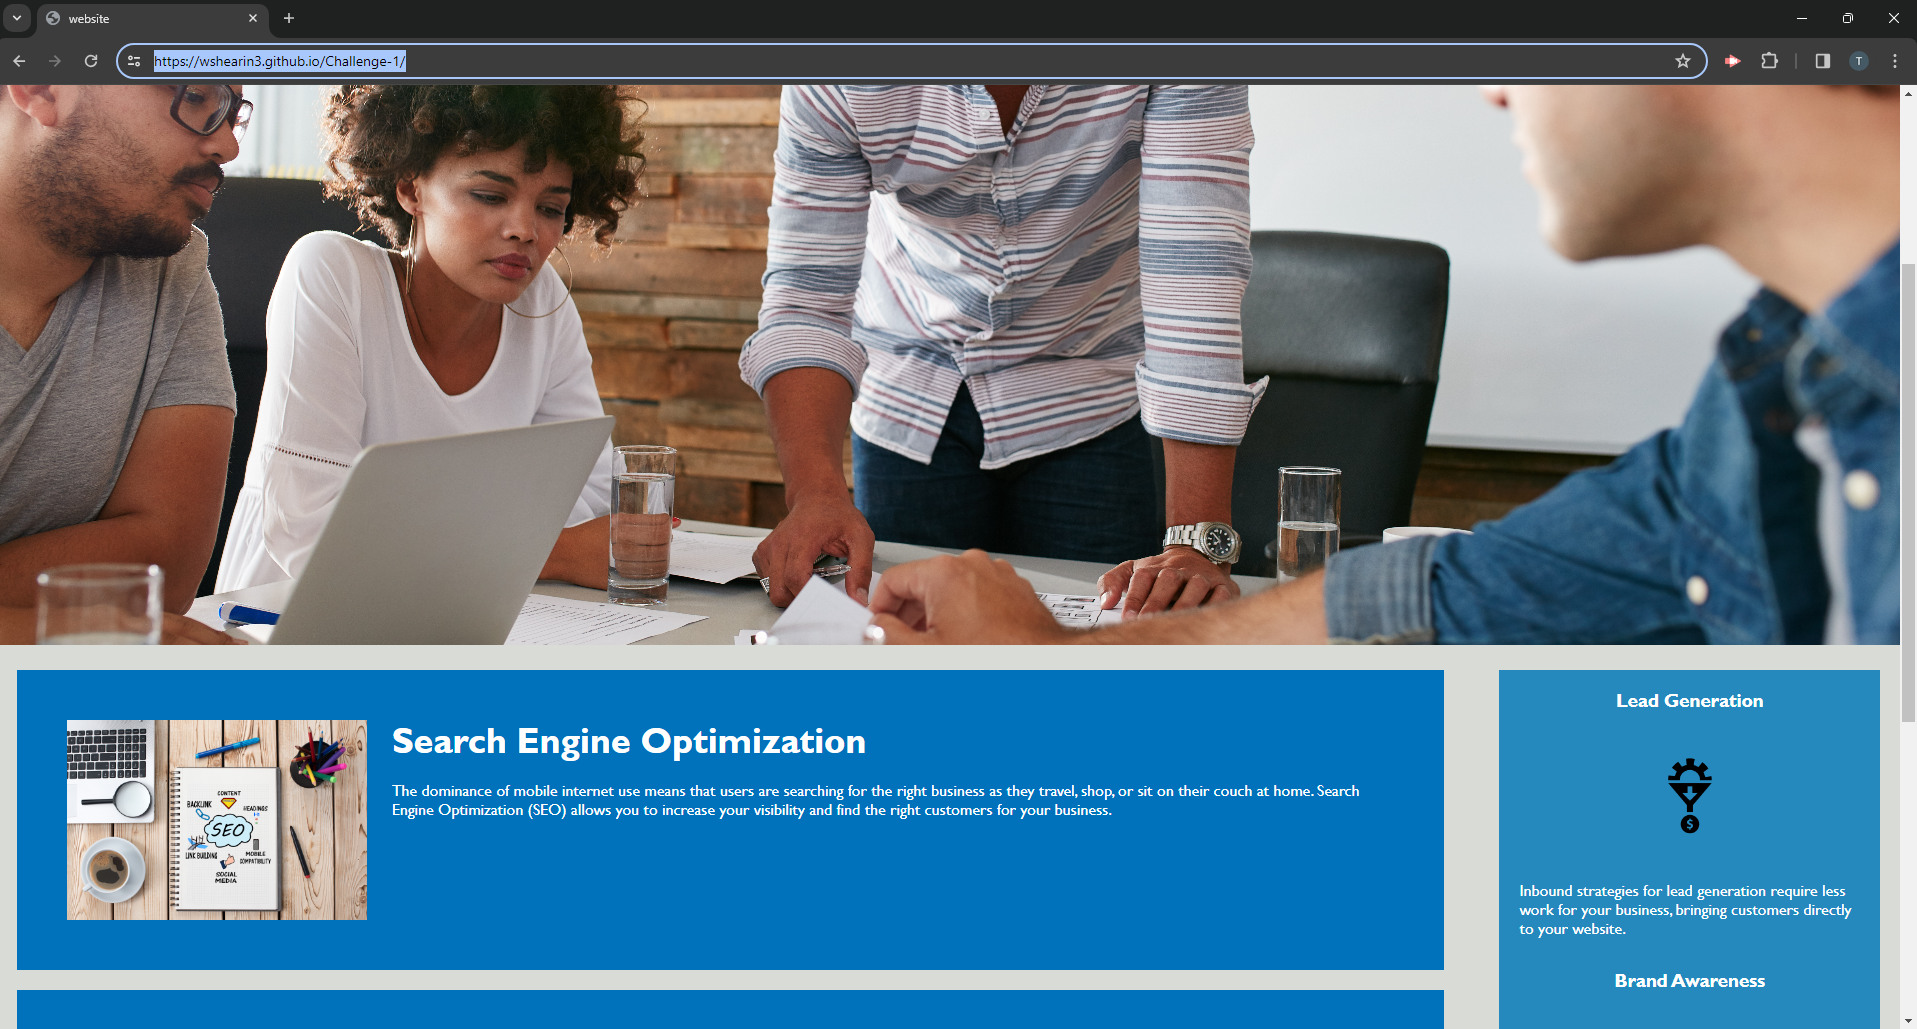 website
https://wshearin3.github.io/Challenge-1/
T
Search Engine Optimization
The dominance of mobile internet use means that users are searching for the right business as they travel, shop, or sit on their couch at home. Search
Engine Optimization (SEO) allows you to increase your visibility and find the right customers for your business.
CONTENT
BACKLINK
HEADINGS
SEO
LINK BUILDING
MOBILE
COMPATIBILITY
SOCIAL
MEDIA
Lead Generation
$
Inbound strategies for lead generation require less
work for your business, bringing customers directly
to your website.
Brand Awareness